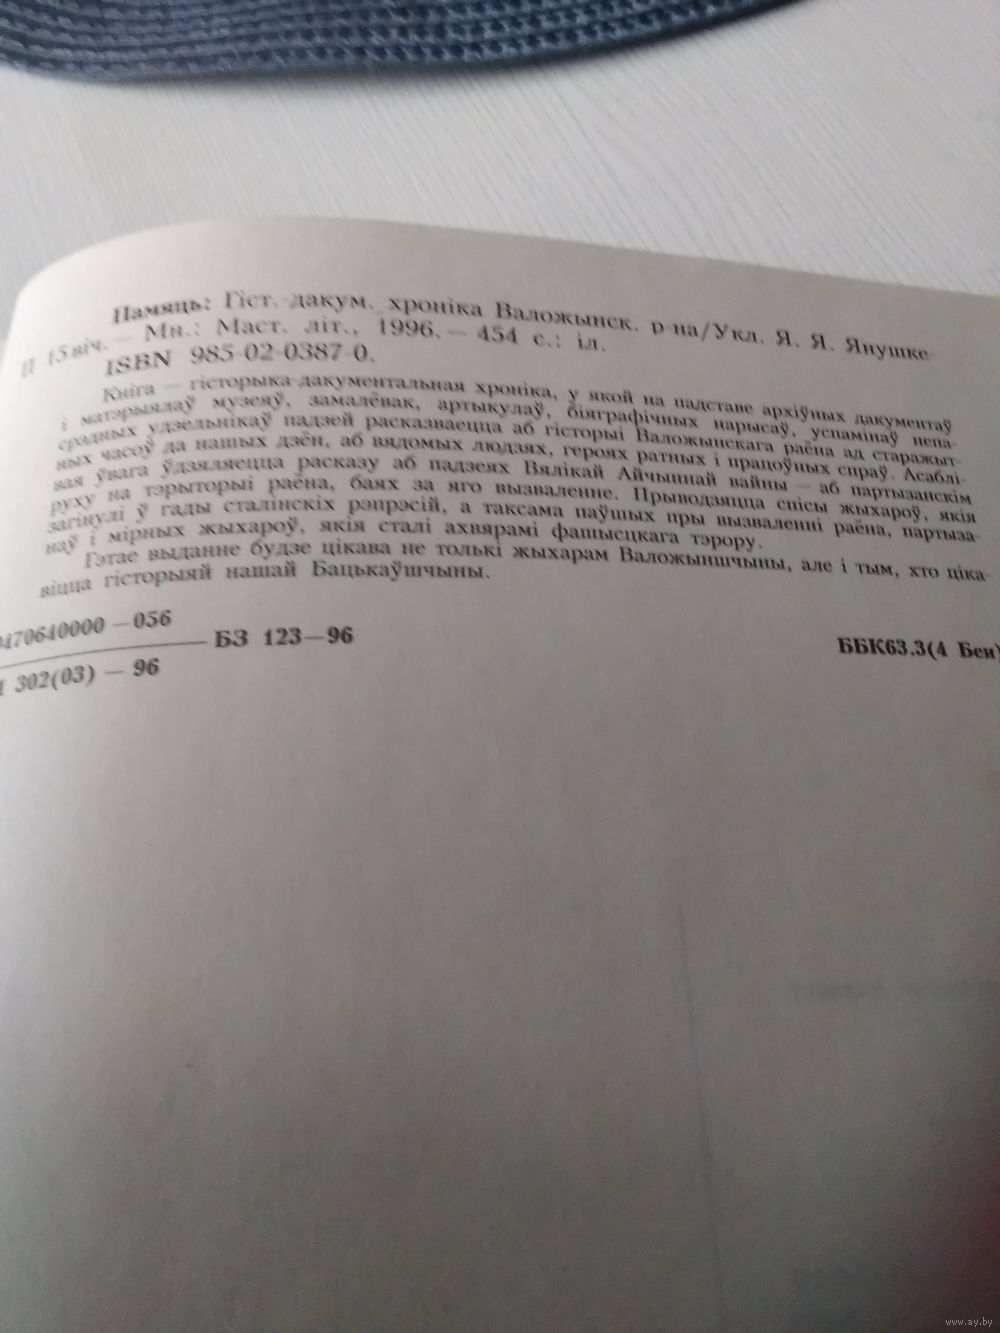 Памяць: Гіст.-дакум. хроніка Валожынск. р-на/Укл. Я. Я. Янушке-
П 15 віч. — Мн.: Маст. літ., 1996. — 454 с.: іл.
ISBN 985-02-0387-0.
Кніга — гісторыка-дакументальная хроніка, у якой на падставе архіўных дакументаў
і матэрыялаў музеяў, замалёвак, артыкулаў, біяграфічных нарысаў, успамінаў непа-
срэдных удзельнікаў падзей расказваецца аб гісторыі Валожынскага раёна ад старажыт-
ных часоў да нашых дзён, аб вядомых людзях, героях ратных і працоўных спраў. Асаблі-
вая ўвага ўдзяляецца расказу аб падзеях Вялікай Айчыннай вайны — аб партызанскім
руху на тэрыторыі раёна, баях за яго вызваленне. Прыводзяцца спісы жыхароў, якія
загінулі ў гады сталінскіх рэпрэсій, а таксама паўшых пры вызваленні раёна, партыза-
наў і мірных жыхароў, якія сталі ахвярамі фашысцкага тэрору.
Гэтае выданне будзе цікава не толькі жыхарам Валожыншчыны, але і тым, хто ціка-
віцца гісторыяй нашай Бацькаўшчыны.
0470640000 — 056
БЗ 123—96
302(03) — 96
ББК63.3(4 Беи)
www.ay.by